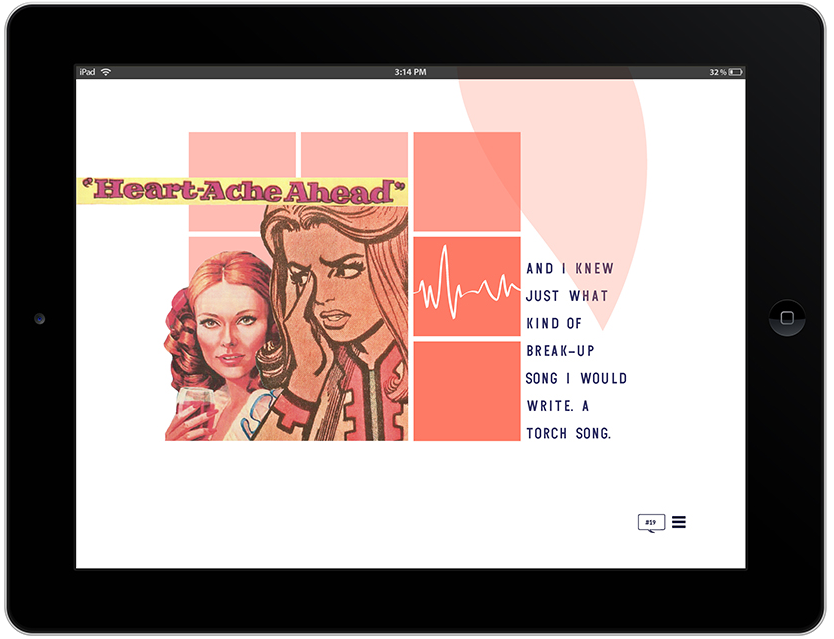 iPad 3:14 PM 32 %
"Heart-Ache Ahead"
AND I KNEW
JUST WHAT
KIND OF
BREAK-UP
SONG I WOULD
WRITE. A
TORCH SONG.
#19